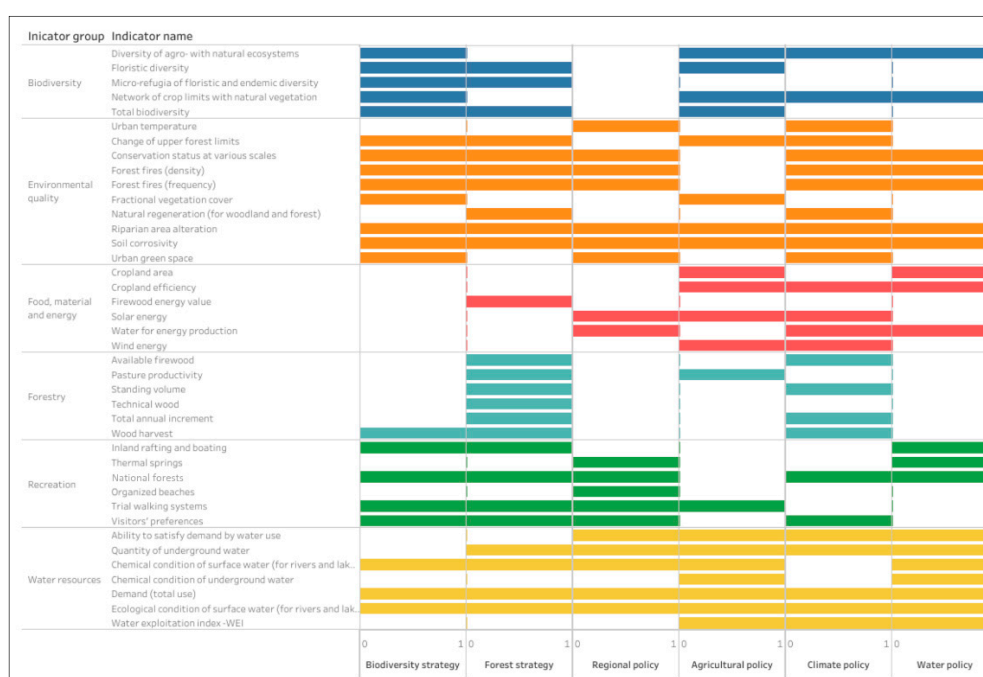 Inicator group Indicator name
Biodiversity
Diversity of agro- with natural ecosystems
Floristic diversity
Micro-refugia of floristic and endemic diversity
Network of crop limits with natural vegetation
Total biodiversity
Environmental
quality
Urban temperature
Change of upper forest limits
Conservation status at various scales
Forest fires (density)
Forest fires (frequency)
Fractional vegetation cover
Natural regeneration (for woodland and forest)
Riparian area alteration
Soil corrosivity
Urban green space
Food, material
and energy
Cropland area
Cropland efficiency
Firewood energy value
Solar energy
Water for energy production
Wind energy
Forestry
Available firewood
Pasture productivity
Standing volume
Technical wood
Total annual increment
Wood harvest
Recreation
Inland rafting and boating
Thermal springs
National forests
Organized beaches
Trial walking systems
Visitors' preferences
Water resources
Ability to satisfy demand by water use
Quantity of underground water
Chemical condition of surface water (for rivers and lak..
Chemical condition of underground water
Demand (total use)
Ecological condition of surface water (for rivers and lak..
Water exploitation index -WEI
0 1 0 1 0 1 0 1 0 1 0
Biodiversity strategy Forest strategy Regional policy Agricultural policy Climate policy Water policy